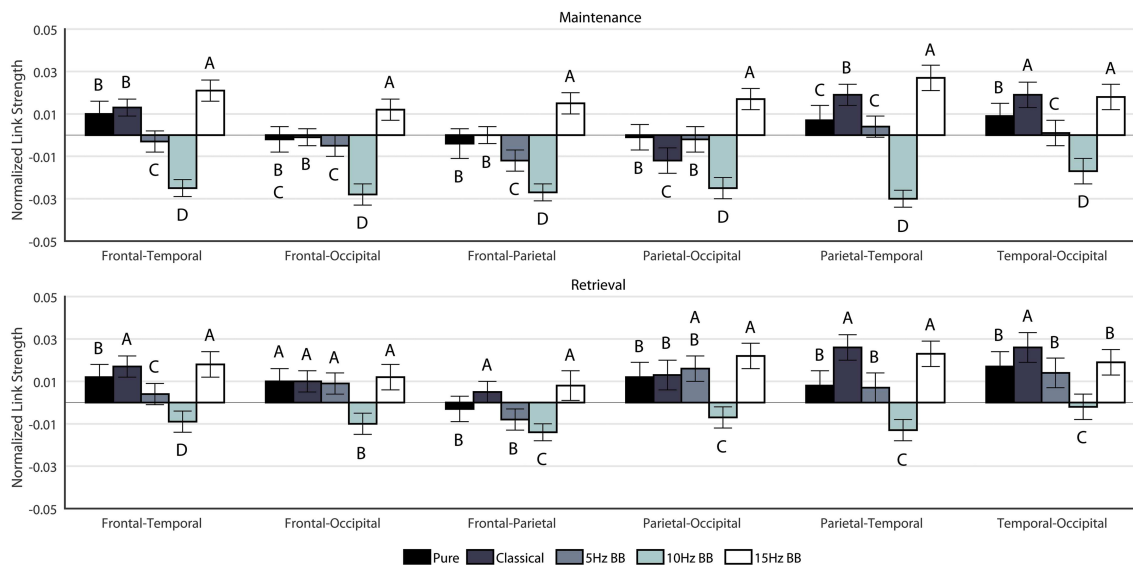 Maintenance
Normalized Link Strength
0.05
0.03
0.01
-0.01
-0.03
-0.05
B B C D A
B C B C D A
B C D A
B C B D A
C B C D A
B A C D A
Frontal-Temporal Frontal-Occipital Frontal-Parietal Parietal-Occipital Parietal-Temporal Temporal-Occipital
Retrieval
Normalized Link Strength
0.05
0.03
0.01
-0.01
-0.03
-0.05
B A C D A
A A A B A
B A B C A
B B A B C A
B A B C A
B A B C B
Frontal-Temporal Frontal-Occipital Frontal-Parietal Parietal-Occipital Parietal-Temporal Temporal-Occipital
Pure Classical 5Hz BB 10Hz BB 15Hz BB